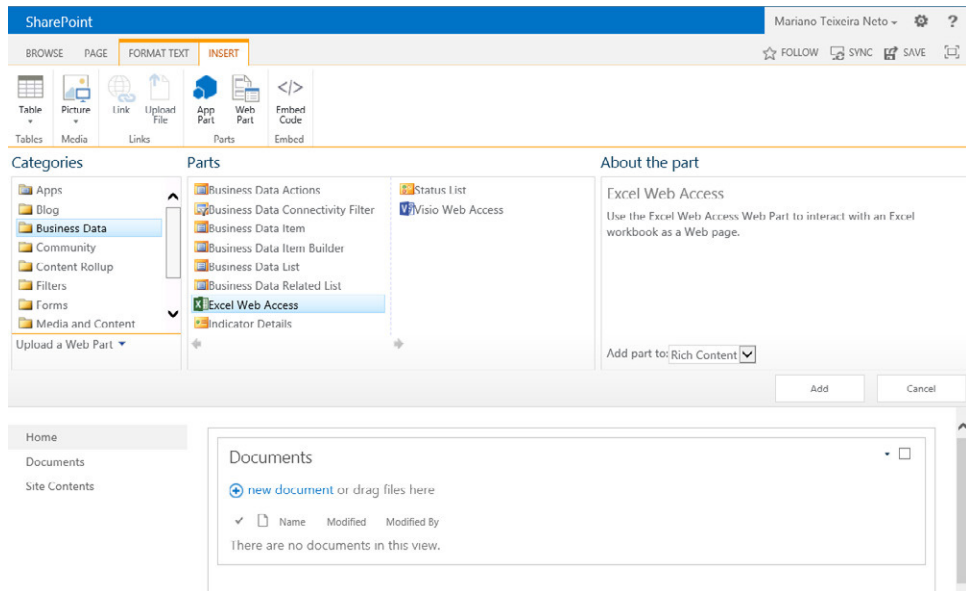 SharePoint
Mariano Teixeira Neto
?
BROWSE PAGE FORMAT TEXT INSERT
FOLLOW SYNC SAVE
Table
Picture
Link
Upload File
App Part
Web Part
</>
Embed Code
Tables Media Links Parts Embed
Categories
Apps
Blog
Business Data
Community
Content Rollup
Filters
Forms
Media and Content
Upload a Web Part
Parts
Business Data Actions
Business Data Connectivity Filter
Business Data Item
Business Data Item Builder
Business Data List
Business Data Related List
Excel Web Access
Indicator Details
Status List
Visio Web Access
About the part
Excel Web Access
Use the Excel Web Access Web Part to interact with an Excel
workbook as a Web page.
Add part to: Rich Content
Add Cancel
Home
Documents
Site Contents
Documents
new document or drag files here
Name Modified Modified By
There are no documents in this view.